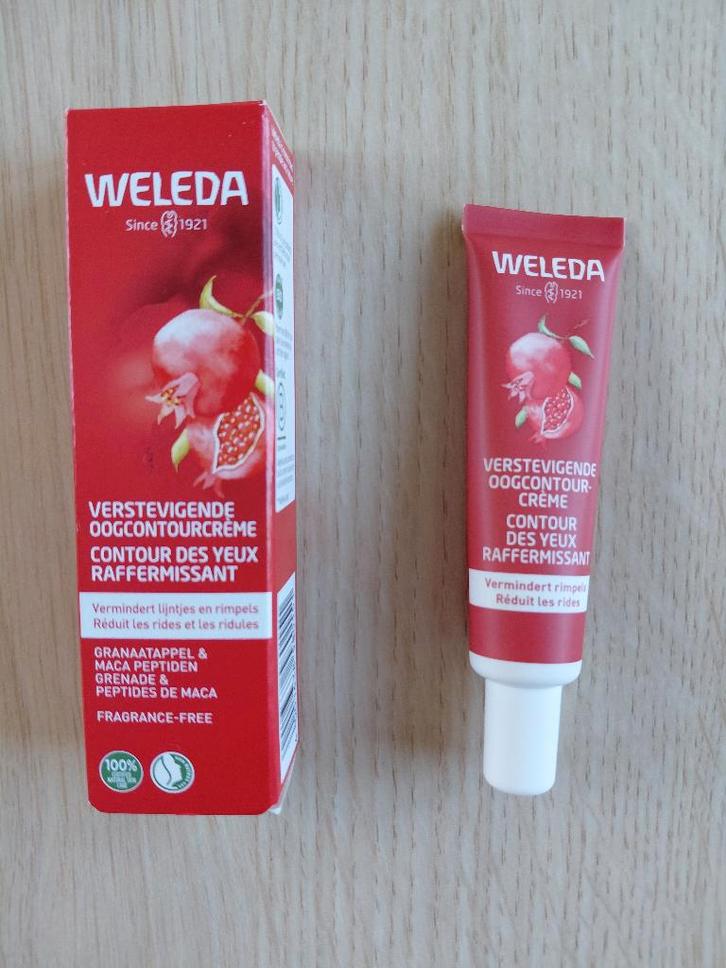 WELEDA
Since 1921
VERSTEVIGENDE
OOGCONTOURCRÈME
CONTOUR DES YEUX
RAFFERMISSANT
Vermindert lijntjes en rimpels
Réduit les rides et les ridules
GRANAATAPPEL &
MACA PEPTIDEN
GRENADE &
PEPTIDES DE MACA
FRAGRANCE-FREE
100%
WELEDA
Since 1921
VERSTEVIGENDE
OOGCONTOUR-
CRÈME
CONTOUR
DES YEUX
RAFFERMISSANT
Vermindert rimpels
Réduit les rides